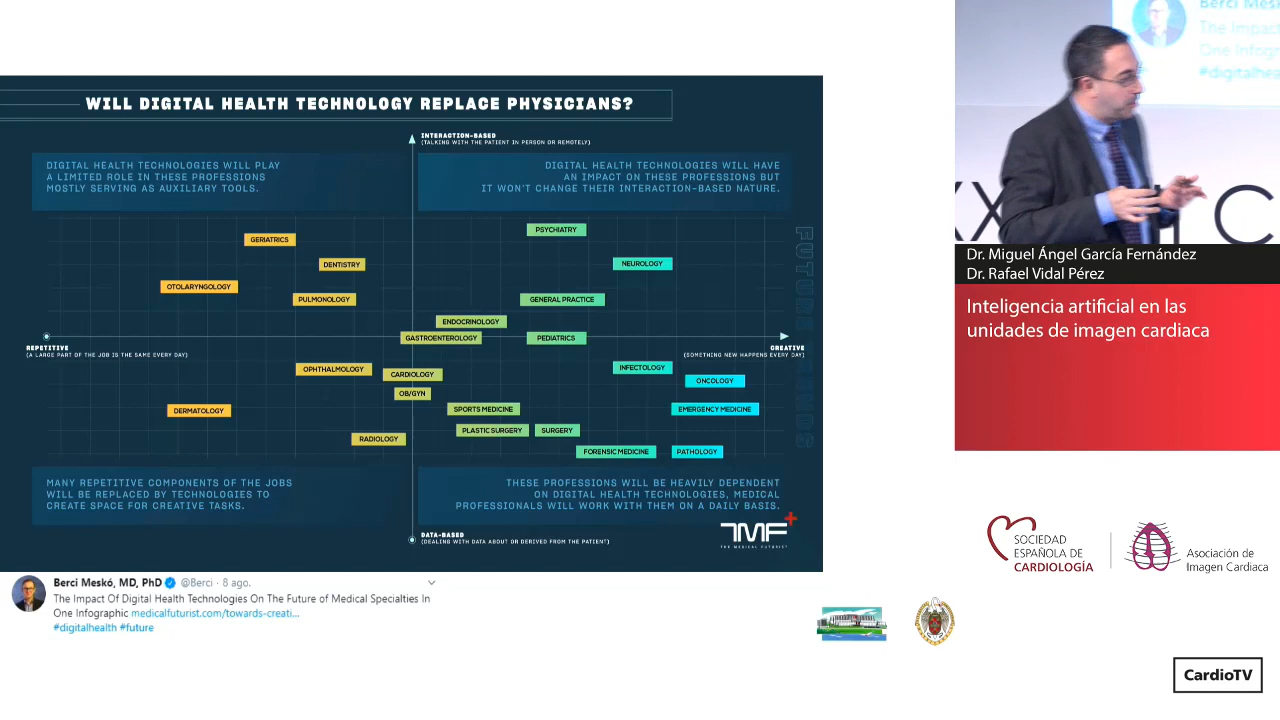 WILL DIGITAL HEALTH TECHNOLOGY REPLACE PHYSICIANS?
INTERACTION-BASED
(TALKING WITH THE PATIENT IN PERSON OR REMOTELY)
DIGITAL HEALTH TECHNOLOGIES WILL PLAY
A LIMITED ROLE IN THESE PROFESSIONS
MOSTLY SERVING AS AUXILIARY TOOLS.
DIGITAL HEALTH TECHNOLOGIES WILL HAVE
AN IMPACT ON THESE PROFESSIONS BUT
IT WON'T CHANGE THEIR INTERACTION-BASED NATURE.
PSYCHIATRY
GERIATRICS
DENTISTRY
NEUROLOGY
OTOLARYNGOLOGY
PULMONOLOGY
GENERAL PRACTICE
ENDOCRINOLOGY
GASTROENTEROLOGY
PEDIATRICS
REPETITIVE
(A LARGE PART OF THE JOB IS THE SAME EVERY DAY)
CREATIVE
(SOMETHING NEW HAPPENS EVERY DAY)
OPHTHALMOLOGY
CARDIOLOGY
INFECTOLOGY
ONCOLOGY
OB/GYN
DERMATOLOGY
SPORTS MEDICINE
EMERGENCY MEDICINE
PLASTIC SURGERY
SURGERY
RADIOLOGY
FORENSIC MEDICINE
PATHOLOGY
MANY REPETITIVE COMPONENTS OF THE JOBS
WILL BE REPLACED BY TECHNOLOGIES TO
CREATE SPACE FOR CREATIVE TASKS.
THESE PROFESSIONS WILL BE HEAVILY DEPENDENT
ON DIGITAL HEALTH TECHNOLOGIES, MEDICAL
PROFESSIONALS WILL WORK WITH THEM ON A DAILY BASIS.
DATA-BASED
(DEALING WITH DATA ABOUT OR DERIVED FROM THE PATIENT)
TMF+
THE MEDICAL FUTURIST
Berci Meskó, MD, PhD @Berci · 8 ago.
The Impact Of Digital Health Technologies On The Future of Medical Specialties In
One Infographic medicalfuturist.com/towards-creati...
#digitalhealth #future
Berci Mesk
The Impact
One Infogra
#digitalhe
Dr. Miguel Ángel García Fernández
Dr. Rafael Vidal Pérez
Inteligencia artificial en las
unidades de imagen cardiaca
SOCIEDAD
ESPAÑOLA DE
CARDIOLOGÍA
Asociación de
Imagen Cardiaca
CardioTV